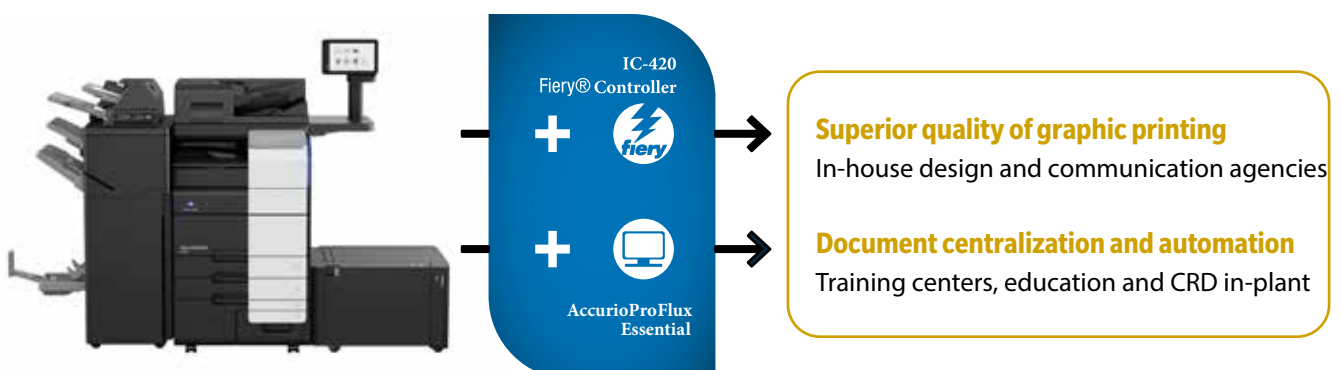 IC-420
Fiery® Controller
fiery
Superior quality of graphic printing
In-house design and communication agencies
Document centralization and automation
Training centers, education and CRD in-plant
AccurioProFlux
Essential